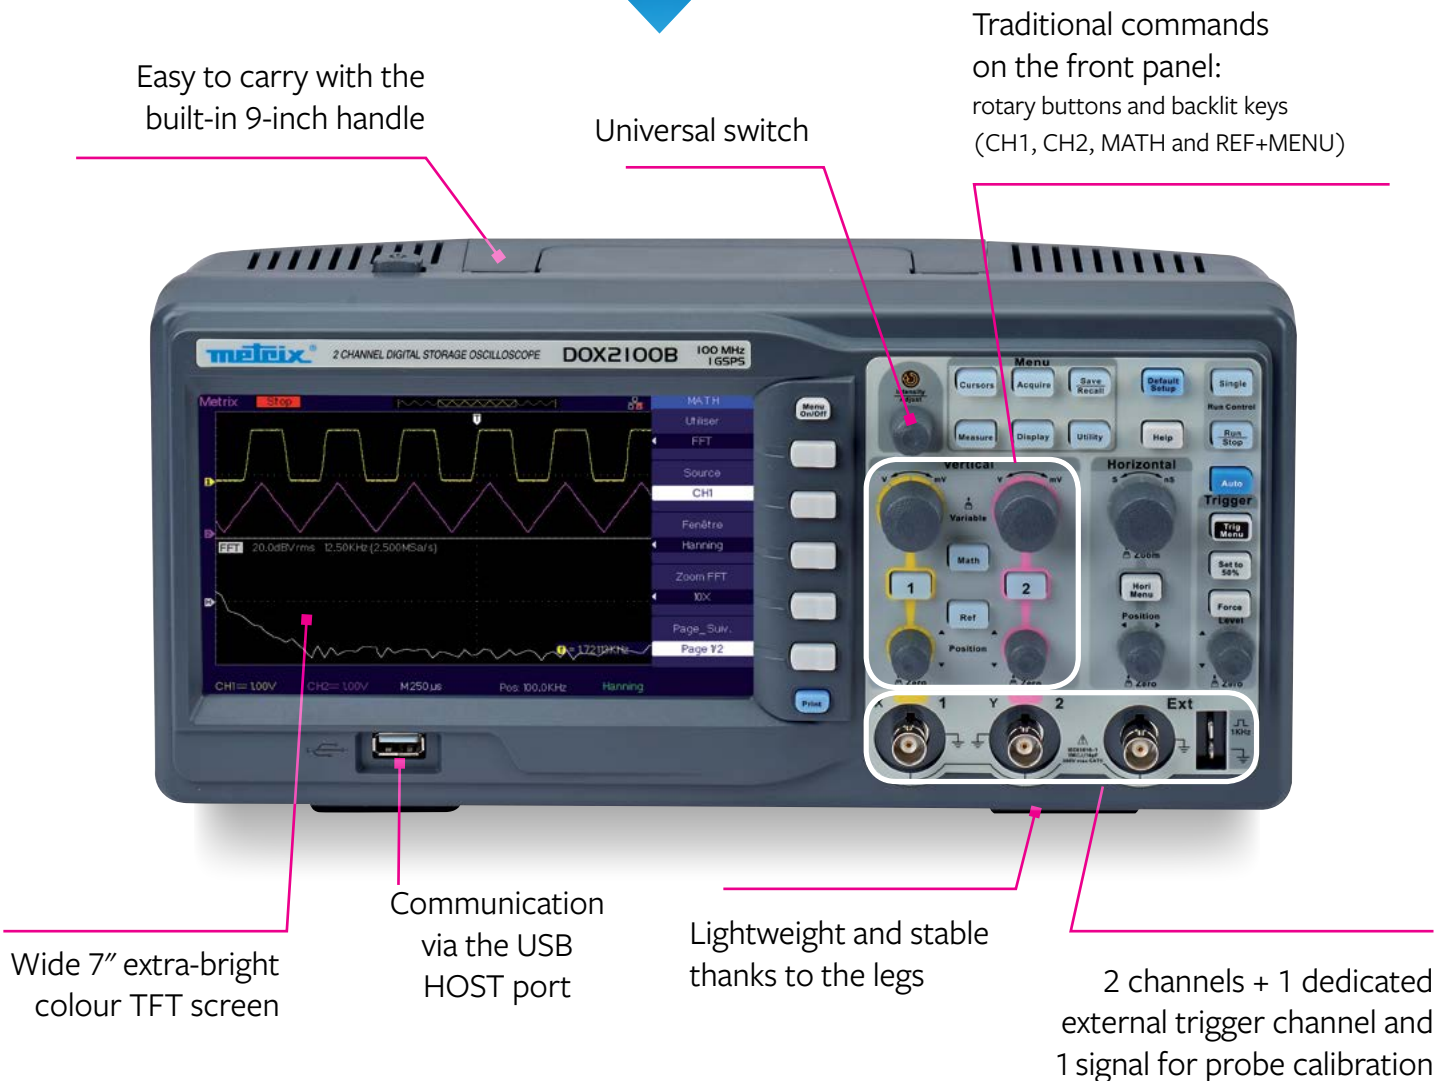 Traditional commands
on the front panel:
rotary buttons and backlit keys
(CH1, CH2, MATH and REF+MENU)
Easy to carry with the
built-in 9-inch handle
Universal switch
metrix®
2 CHANNEL DIGITAL STORAGE OSCILLOSCOPE
DOX2100B
100 MHz
1 GSPS
Metrix
Stop
T
MATH
Utiliser
FFT
Source
CH1
Fenêtre
Hanning
Zoom FFT
10X
Page_Suiv.
Page 1/2
FFT 20.0dBVrms 12.50KHz (2.500MSa/s)
M
CH1= 1.00V
CH2= 1.00V
M250µs
Pos: 100.0KHz
Hanning
Menu
On/Off
Print
Intensity
Adjust
Menu
Cursors
Acquire
Save
Recall
Default
Setup
Single
Run Control
Measure
Display
Utility
Help
Run
Stop
Auto
Vertical
V
mV
V
mV
Variable
Math
1
2
Ref
Position
Zero
Zero
Horizontal
S
nS
Zoom
Hori
Menu
Position
Zero
Trigger
Trig
Menu
Set to
50%
Force
Level
Zero
X
1
Y
2
Ext
1KHz
Communication
via the USB
HOST port
Lightweight and stable
thanks to the legs
Wide 7″ extra-bright
colour TFT screen
2 channels + 1 dedicated
external trigger channel and
1 signal for probe calibration